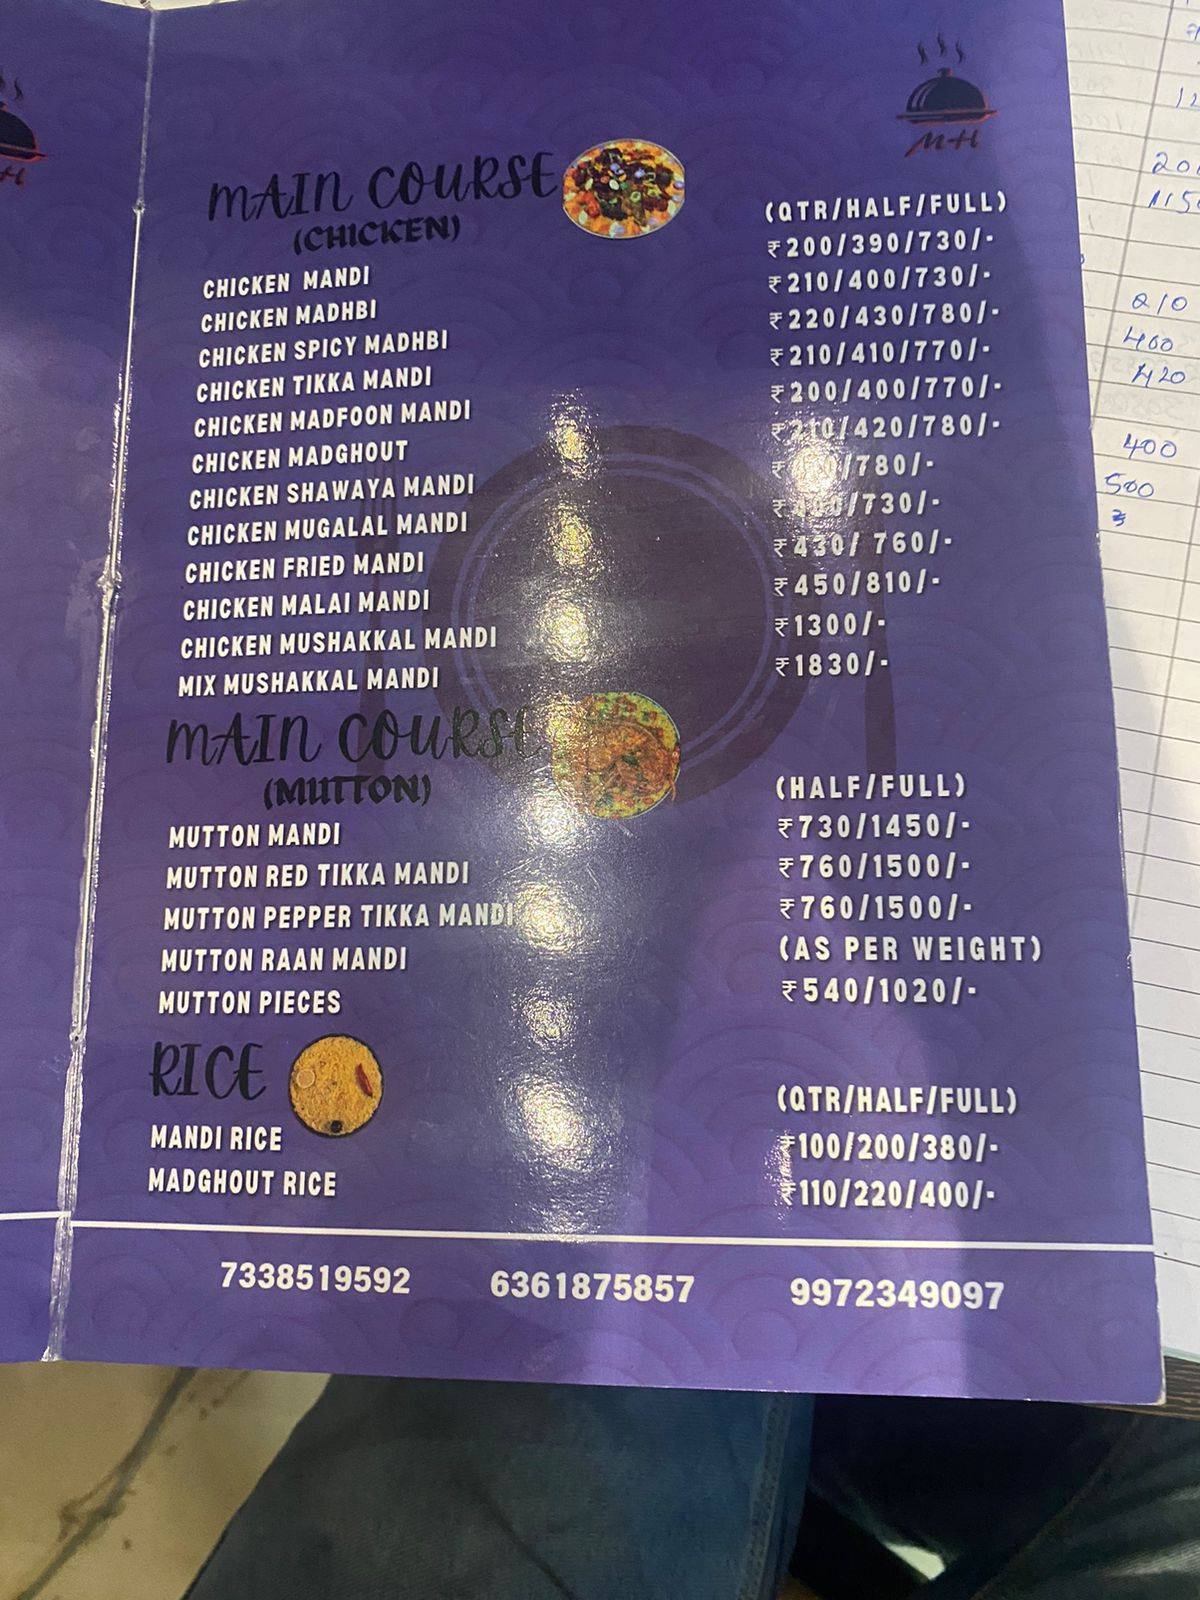 MH
MAIN COURSE
(CHICKEN)
(QTR/HALF/FULL)
CHICKEN MANDI ₹200/390/730/-
CHICKEN MADHBI ₹210/400/730/-
CHICKEN SPICY MADHBI ₹220/430/780/-
CHICKEN TIKKA MANDI ₹210/410/770/-
CHICKEN MADFOON MANDI ₹200/400/770/-
CHICKEN MADGHOUT ₹210/420/780/-
CHICKEN SHAWAYA MANDI /780/-
CHICKEN MUGALAL MANDI /730/-
CHICKEN FRIED MANDI ₹430/ 760/-
CHICKEN MALAI MANDI ₹450/810/-
CHICKEN MUSHAKKAL MANDI ₹1300/-
MIX MUSHAKKAL MANDI ₹1830/-
MAIN COURSE
(MUTTON)
(HALF/FULL)
MUTTON MANDI ₹730/1450/-
MUTTON RED TIKKA MANDI ₹760/1500/-
MUTTON PEPPER TIKKA MANDI ₹760/1500/-
MUTTON RAAN MANDI (AS PER WEIGHT)
MUTTON PIECES ₹540/1020/-
RICE
(QTR/HALF/FULL)
MANDI RICE ₹100/200/380/-
MADGHOUT RICE ₹110/220/400/-
7338519592 6361875857 9972349097
210
400
420
400
500